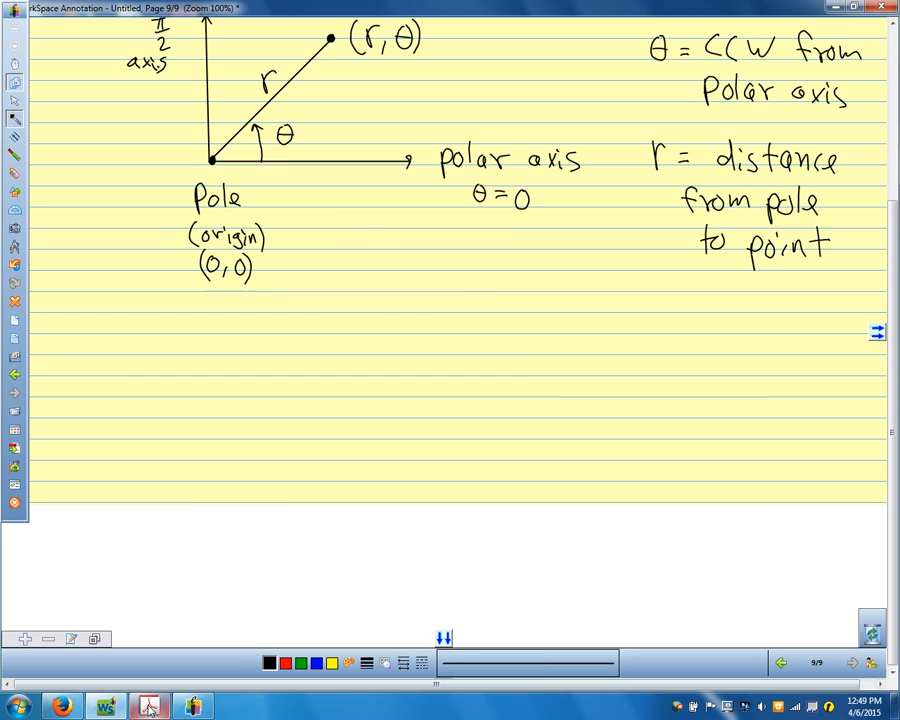 rkSpace Annotation - Untitled, Page 9/9 (Zoom 100%) *
π/2
axis
(r, θ)
r
θ
θ = CCW from
Polar axis
polar axis
θ = 0
r = distance
from pole
to point
Pole
(origin)
(0, 0)
9/9
12:49 PM
4/6/2015